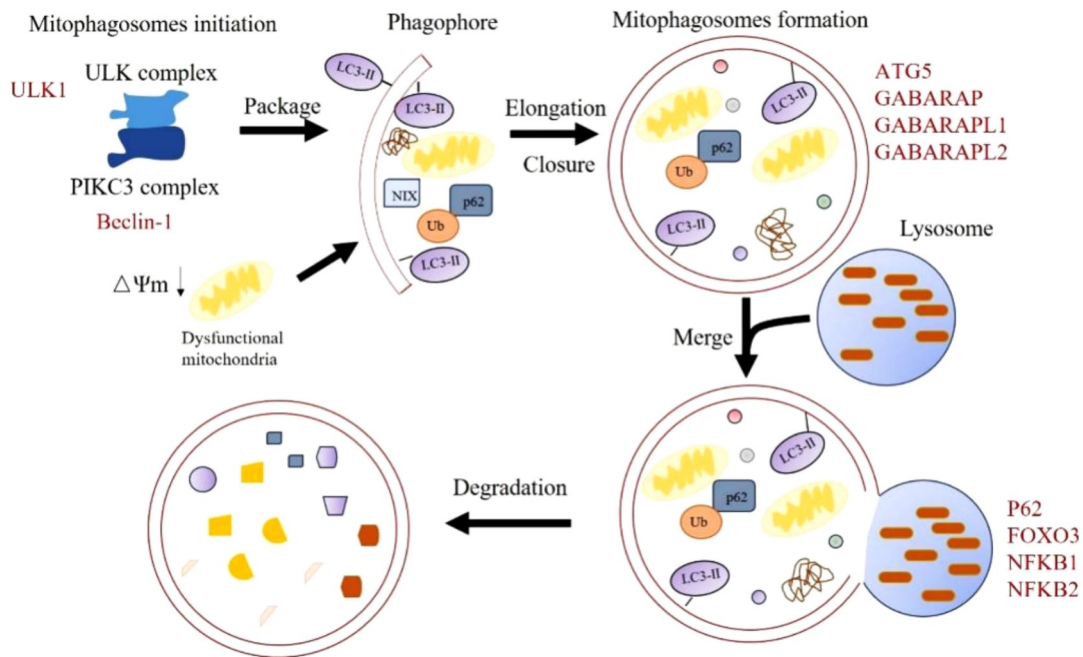 Mitophagosomes initiation
ULK1
ULK complex
PIKC3 complex
Beclin-1
Package
△Ψm
Dysfunctional
mitochondria
Phagophore
LC3-II
LC3-II
NIX
p62
Ub
LC3-II
Elongation
Closure
Mitophagosomes formation
LC3-II
p62
Ub
LC3-II
ATG5
GABARAP
GABARAPL1
GABARAPL2
Lysosome
Merge
LC3-II
p62
Ub
LC3-II
P62
FOXO3
NFKB1
NFKB2
Degradation